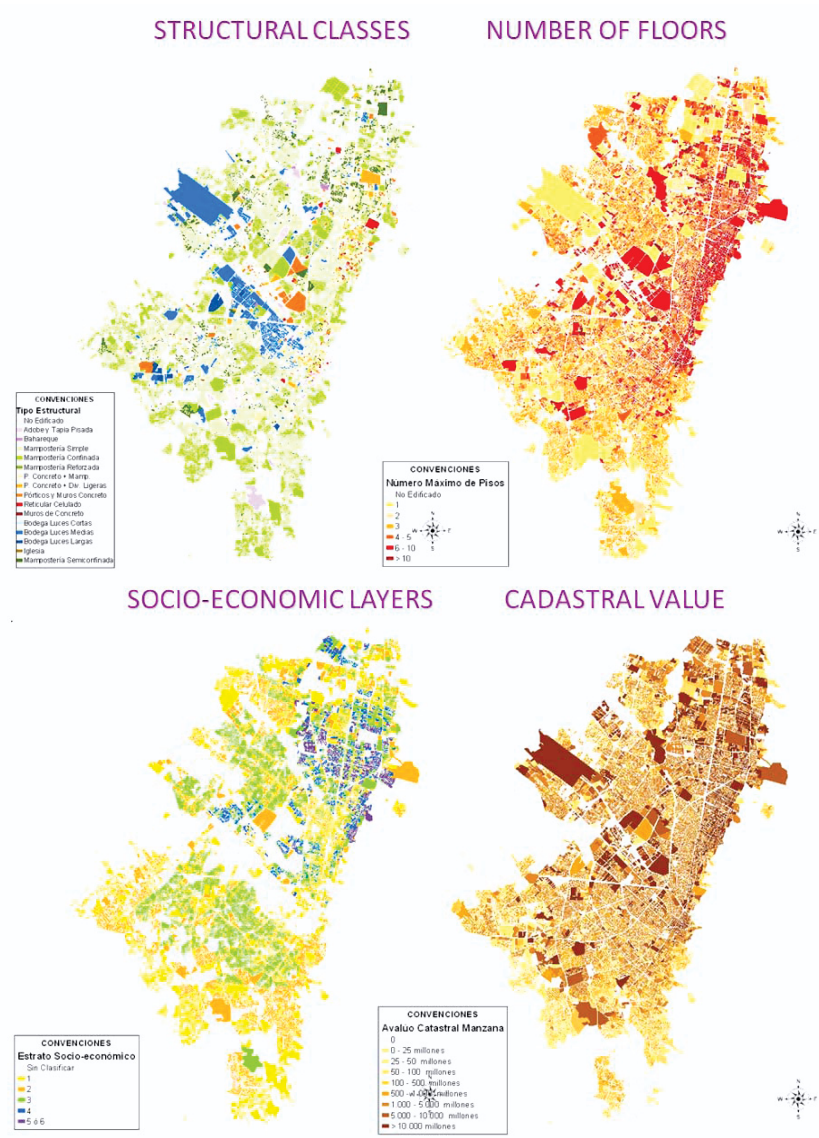 STRUCTURAL CLASSES
NUMBER OF FLOORS
CONVENCIONES
Tipo Estructural
No Edificado
Adobe y Tapia Pisada
Bahareque
Mampostería Simple
Mampostería Confinada
Mampostería Reforzada
P. Concreto + Mamp.
P. Concreto + Div. Ligeras
Pórticos y Muros Concreto
Reticular Celulado
Muros de Concreto
Bodega Luces Cortas
Bodega Luces Medias
Bodega Luces Largas
Iglesia
Mampostería Semiconfinada
CONVENCIONES
Número Máximo de Pisos
No Edificado
1
2
3
4 - 5
6 - 10
> 10
N
W E
S
N
W E
S
SOCIO-ECONOMIC LAYERS
CADASTRAL VALUE
CONVENCIONES
Estrato Socio-económico
Sin Clasificar
1
2
3
4
5 ó 6
CONVENCIONES
Avaluo Catastral Manzana
0
0 - 25 millones
25 - 50 millones
50 - 100 millones
100 - 500 millones
500 - 1 000 millones
1 000 - 5 000 millones
5 000 - 10 000 millones
> 10 000 millones
N
W E
S